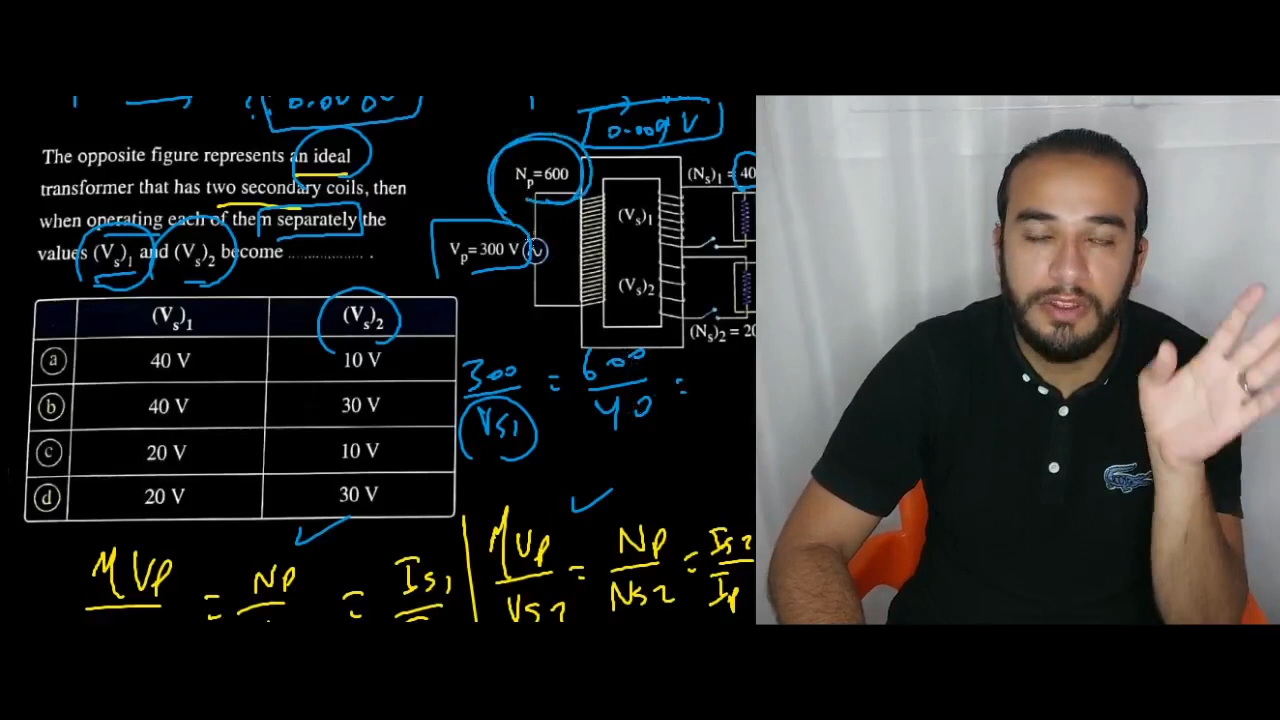 0.009 V
The opposite figure represents an ideal
transformer that has two secondary coils, then
when operating each of them separately the
values (Vs)1 and (Vs)2 become .................. .
Np=600
Vp=300 V
(Ns)1 = 40
(Vs)1
(Vs)2
(Ns)2 = 20
(Vs)1 (Vs)2
a 40 V 10 V
b 40 V 30 V
c 20 V 10 V
d 20 V 30 V
300 / Vs1 = 600 / 40 =
η Vp = Np = Is1
η Vp / Vs2 = Np / Ns2 = Is2 / Ip